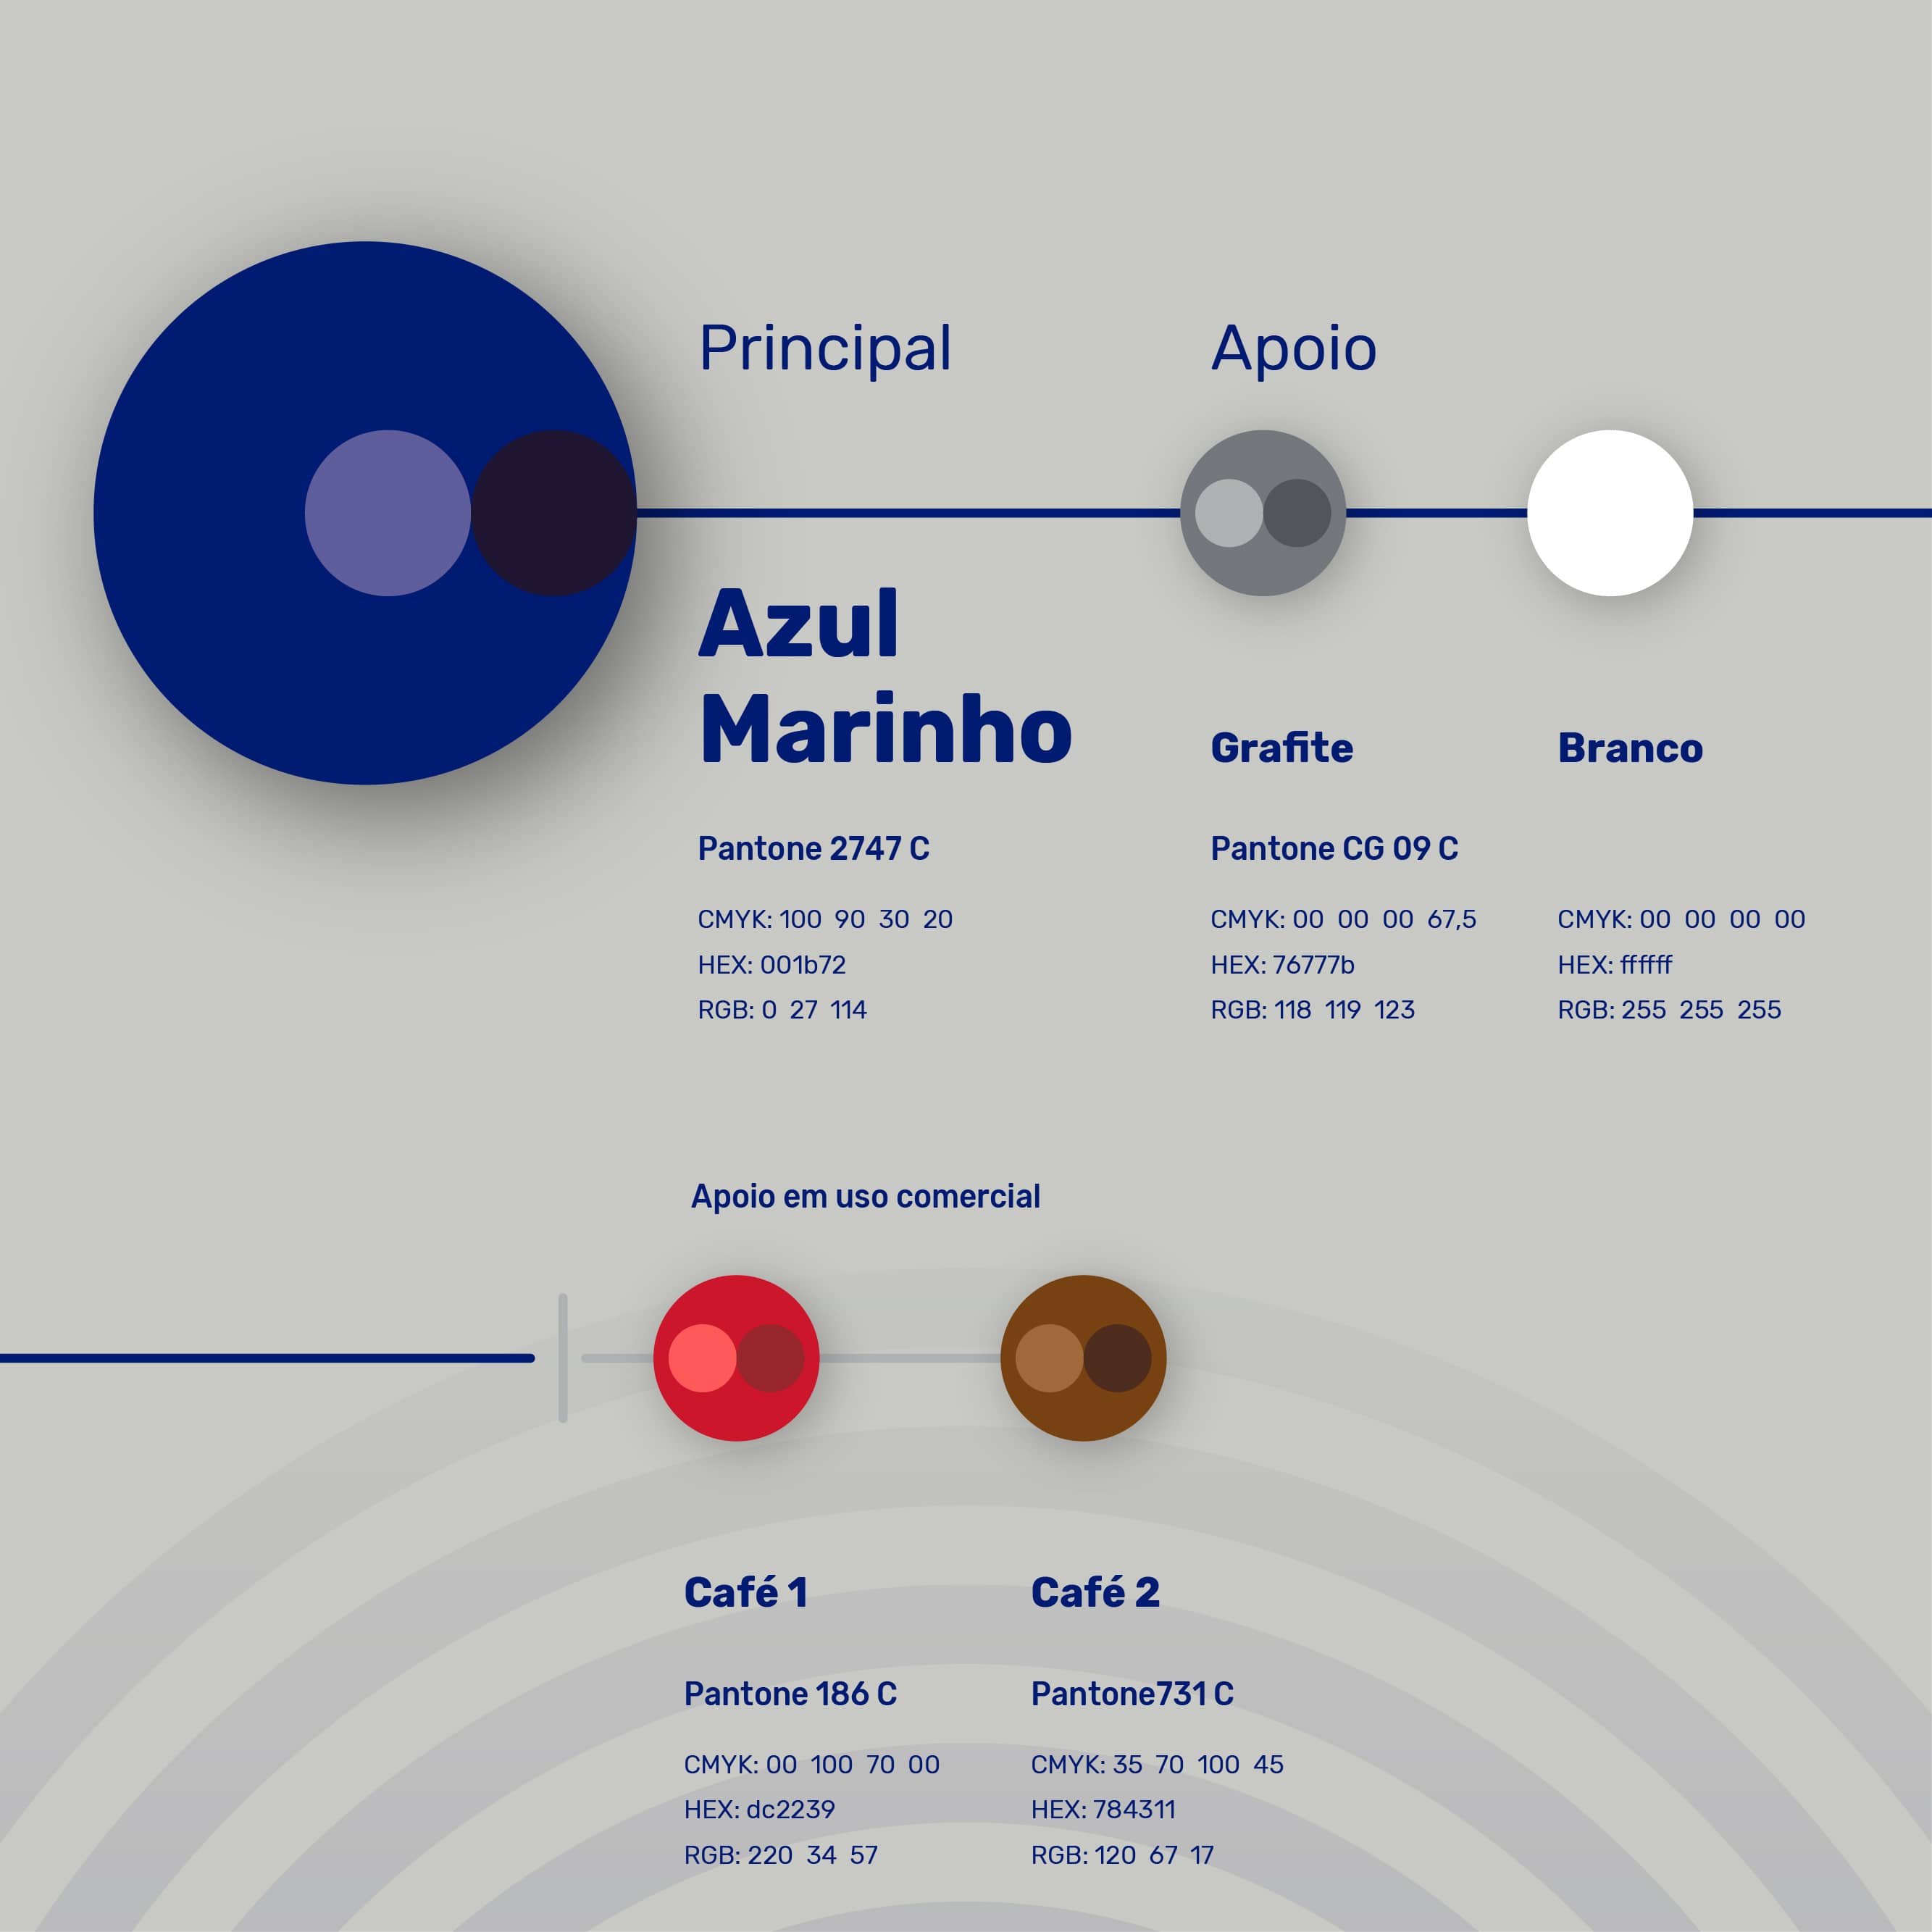 Principal
Apoio
Azul
Marinho
Grafite
Branco
Pantone 2747 C
Pantone CG 09 C
CMYK: 100 90 30 20
HEX: 001b72
RGB: 0 27 114
CMYK: 00 00 00 67,5
HEX: 76777b
RGB: 118 119 123
CMYK: 00 00 00 00
HEX: ffffff
RGB: 255 255 255
Apoio em uso comercial
Café 1
Pantone 186 C
CMYK: 00 100 70 00
HEX: dc2239
RGB: 220 34 57
Café 2
Pantone731 C
CMYK: 35 70 100 45
HEX: 784311
RGB: 120 67 17